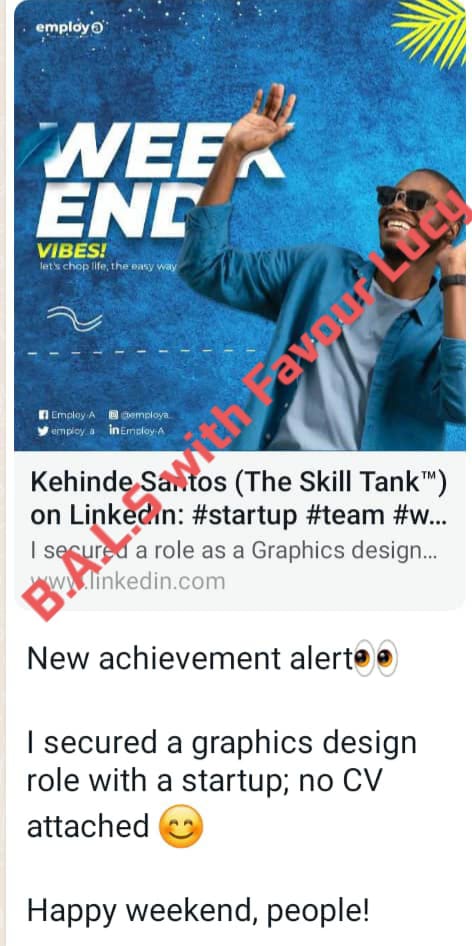 employ a
WEEK
END
VIBES!
let's chop life, the easy way
Employ-A @employa_
employ_a in Employ-A
B.A.L.S with Favour Lucy
Kehinde Santos (The Skill Tank™)
on LinkedIn: #startup #team #w...
I secured a role as a Graphics design...
www.linkedin.com
New achievement alert👀
I secured a graphics design
role with a startup; no CV
attached 😊
Happy weekend, people!